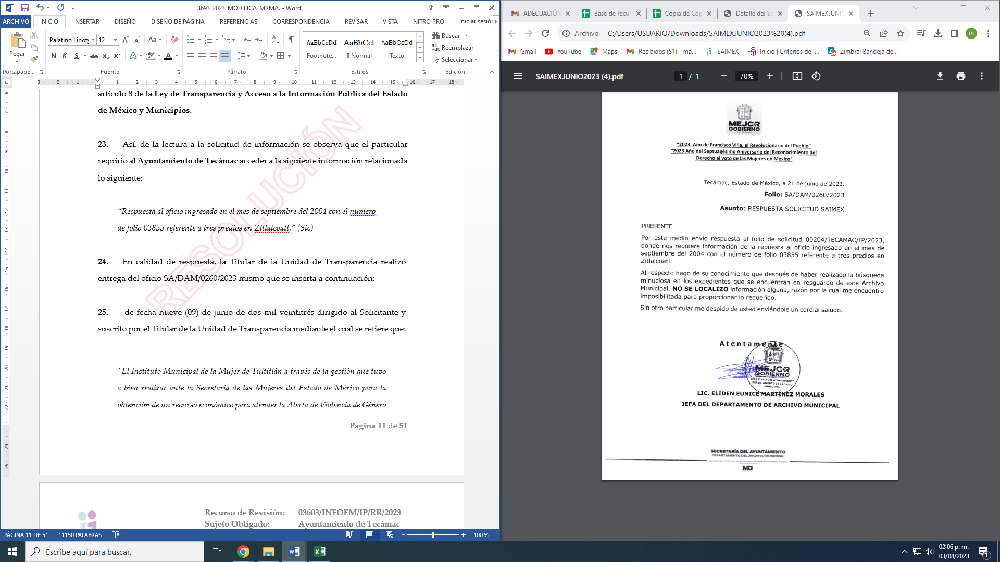 3693_2023_MODIFICA_MRMA. - Word
ARCHIVO INICIO INSERTAR DISEÑO DISEÑO DE PÁGINA REFERENCIAS CORRESPONDENCIA REVISAR VISTA NITRO PRO Iniciar sesión
Pegar
Palatino Linoty 12
Portapape... Fuente Párrafo Estilos Edición
AaBbCcDd AaBbCcI AaBbCcDd
Footnote... ¶ Normal Texto
Buscar
Reemplazar
Seleccionar
artículo 8 de la Ley de Transparencia y Acceso a la Información Pública del Estado
de México y Municipios.
23. Así, de la lectura a la solicitud de información se observa que el particular
requirió al Ayuntamiento de Tecámac acceder a la siguiente información relacionada
lo siguiente:
“Respuesta al oficio ingresado en el mes de septiembre del 2004 con el numero
de folio 03855 referente a tres predios en Zitlalcoatl.” (Sic)
24. En calidad de respuesta, la Titular de la Unidad de Transparencia realizó
entrega del oficio SA/DAM/0260/2023 mismo que se inserta a continuación:
25. de fecha nueve (09) de junio de dos mil veintitrés dirigido al Solicitante y
suscrito por el Titular de la Unidad de Transparencia mediante el cual se refiere que:
“El Instituto Municipal de la Mujer de Tultitlán a través de la gestión que tuvo
a bien realizar ante la Secretaria de las Mujeres del Estado de México para la
obtención de un recurso económico para atender la Alerta de Violencia de Género
RESOLUCIÓN
Página 11 de 51
Recurso de Revisión: 03603/INFOEM/IP/RR/2023
Sujeto Obligado: Ayuntamiento de Tecámac
PÁGINA 11 DE 51 11150 PALABRAS 100 %
ADECUACIÓN Base de recur Copia de Cop Detalle del Se SAIMEXJUNIO
Archivo C:/Users/USUARIO/Downloads/SAIMEXJUNIO2023%20(4).pdf
Gmail YouTube Maps Recibidos (81) - ma... SAIMEX Inicio | Criterios de I... Zimbra: Bandeja de...
SAIMEXJUNIO2023 (4).pdf 1 / 1 70%
MEJOR
GOBIERNO
“2023. Año de Francisco Villa, el Revolucionario del Pueblo”
“2023 Año del Septuagésimo Aniversario del Reconocimiento del
Derecho al voto de las Mujeres en México”
Tecámac, Estado de México, a 21 de junio de 2023.
Folio: SA/DAM/0260/2023
Asunto: RESPUESTA SOLICITUD SAIMEX
PRESENTE
Por este medio envío respuesta al folio de solicitud 00204/TECAMAC/IP/2023,
donde nos requiere información de la repuesta al oficio ingresado en el mes de
septiembre del 2004 con el número de folio 03855 referente a tres predios en
Zitlalcoatl.
Al respecto hago de su conocimiento que después de haber realizado la búsqueda
minuciosa en los expedientes que se encuentran en resguardo de este Archivo
Municipal, NO SE LOCALIZO información alguna, razón por la cual me encuentro
imposibilitada para proporcionar lo requerido.
Sin otro particular me despido de usted enviándole un cordial saludo.
Atentamente
MEJOR
GOBIERNO
SECRETARIA DEL AYUNTAMIENTO
DEPARTAMENTO DE ARCHIVO
MUNICIPAL
LIC. ELIDEN EUNICE MARTÍNEZ MORALES
JEFA DEL DEPARTAMENTO DE ARCHIVO MUNICIPAL
SECRETARÍA DEL AYUNTAMIENTO
DEPARTAMENTO DEL ARCHIVO MUNICIPAL
MG
Escribe aquí para buscar.
02:06 p. m.
03/08/2023